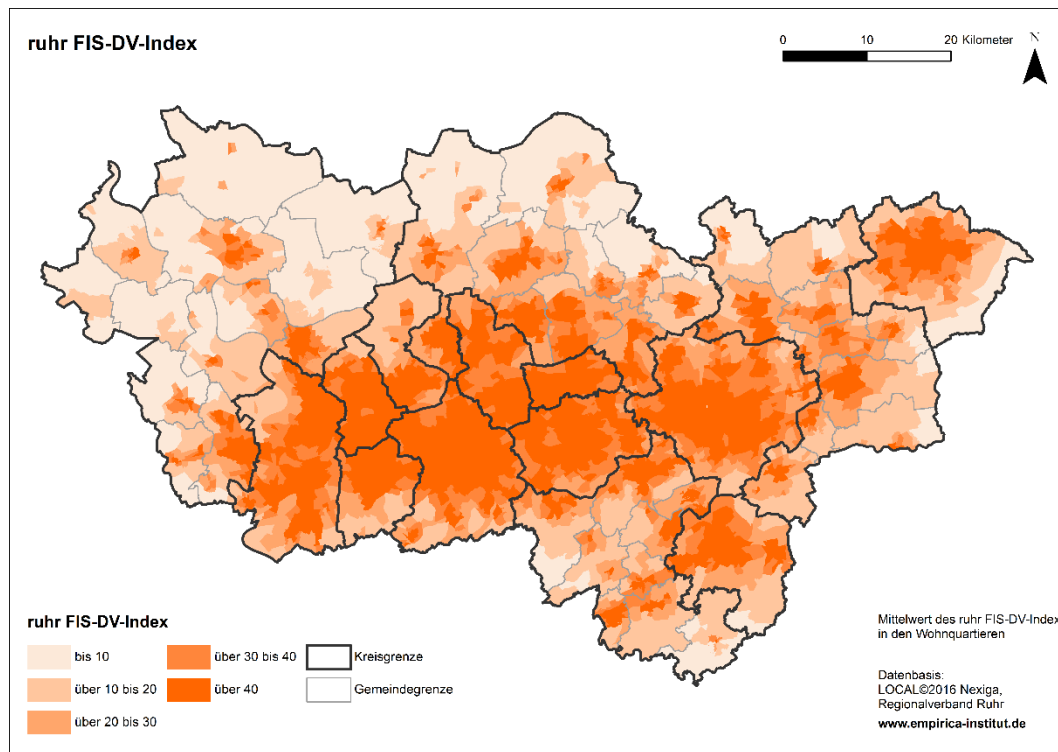 ruhr FIS-DV-Index
0 10 20 Kilometer
N
ruhr FIS-DV-Index
bis 10
über 10 bis 20
über 20 bis 30
über 30 bis 40
über 40
Kreisgrenze
Gemeindegrenze
Mittelwert des ruhr FIS-DV-Index
in den Wohnquartieren
Datenbasis:
LOCAL©2016 Nexiga,
Regionalverband Ruhr
www.empirica-institut.de